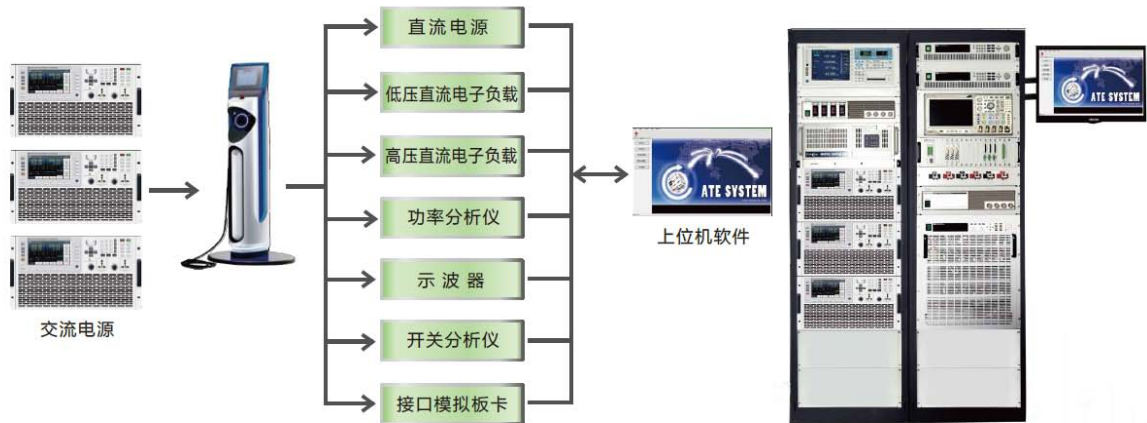 交流电源
直流电源
低压直流电子负载
高压直流电子负载
功率分析仪
示波器
开关分析仪
接口模拟板卡
ATE SYSTEM
上位机软件
ATE SYSTEM